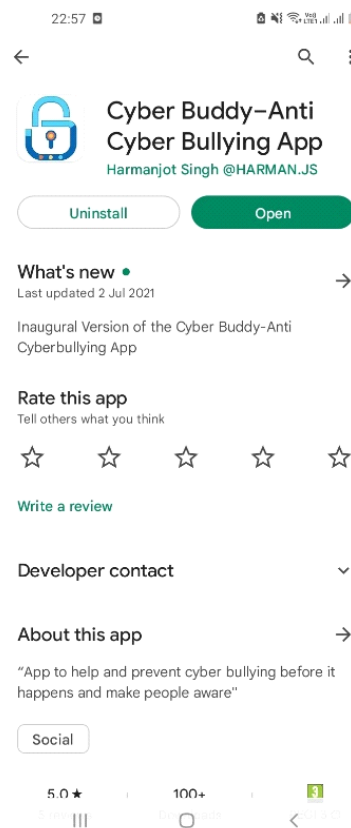 22:57
Cyber Buddy–Anti
Cyber Bullying App
Harmanjot Singh @HARMAN.JS
Uninstall
Open
What's new
Last updated 2 Jul 2021
Inaugural Version of the Cyber Buddy-Anti
Cyberbullying App
Rate this app
Tell others what you think
Write a review
Developer contact
About this app
“App to help and prevent cyber bullying before it
happens and make people aware"
Social
5.0★ 100+ 3